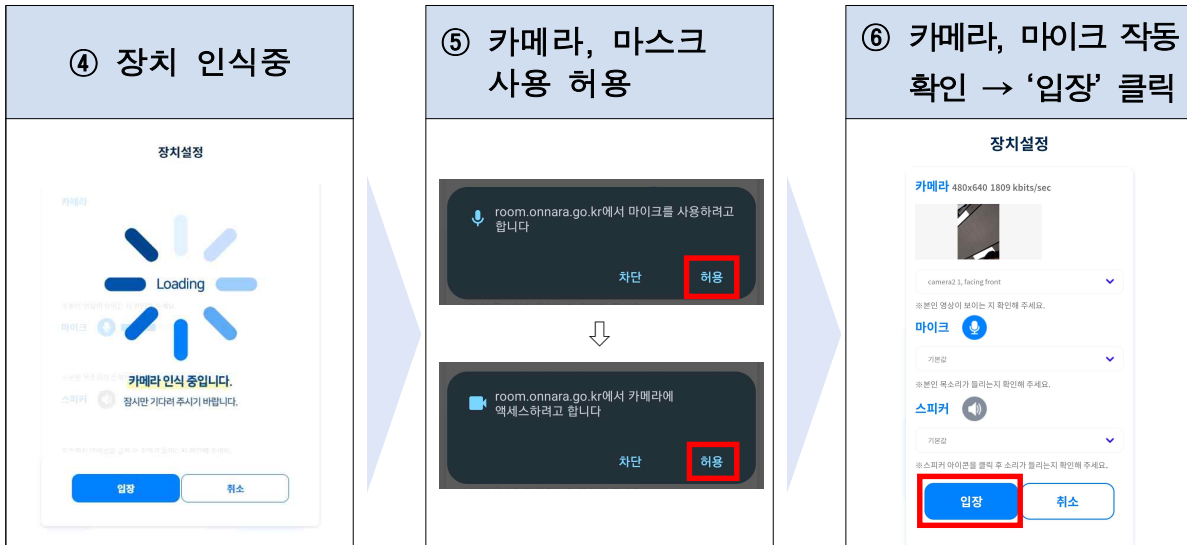 ④ 장치 인식중
장치설정
카메라
Loading
마이크
카메라 인식 중입니다.
스피커
잠시만 기다려 주시기 바랍니다.
입장
취소
⑤ 카메라, 마스크
사용 허용
room.onnara.go.kr에서 마이크를 사용하려고
합니다
차단
허용
⇩
room.onnara.go.kr에서 카메라에
액세스하려고 합니다
차단
허용
⑥ 카메라, 마이크 작동
확인 → ‘입장’ 클릭
장치설정
카메라 480x640 1809 kbits/sec
camera2 1, facing front
※본인 영상이 보이는 지 확인해 주세요.
마이크
기본값
※본인 목소리가 들리는지 확인해 주세요.
스피커
기본값
※스피커 아이콘을 클릭 후 소리가 들리는지 확인해 주세요.
입장
취소